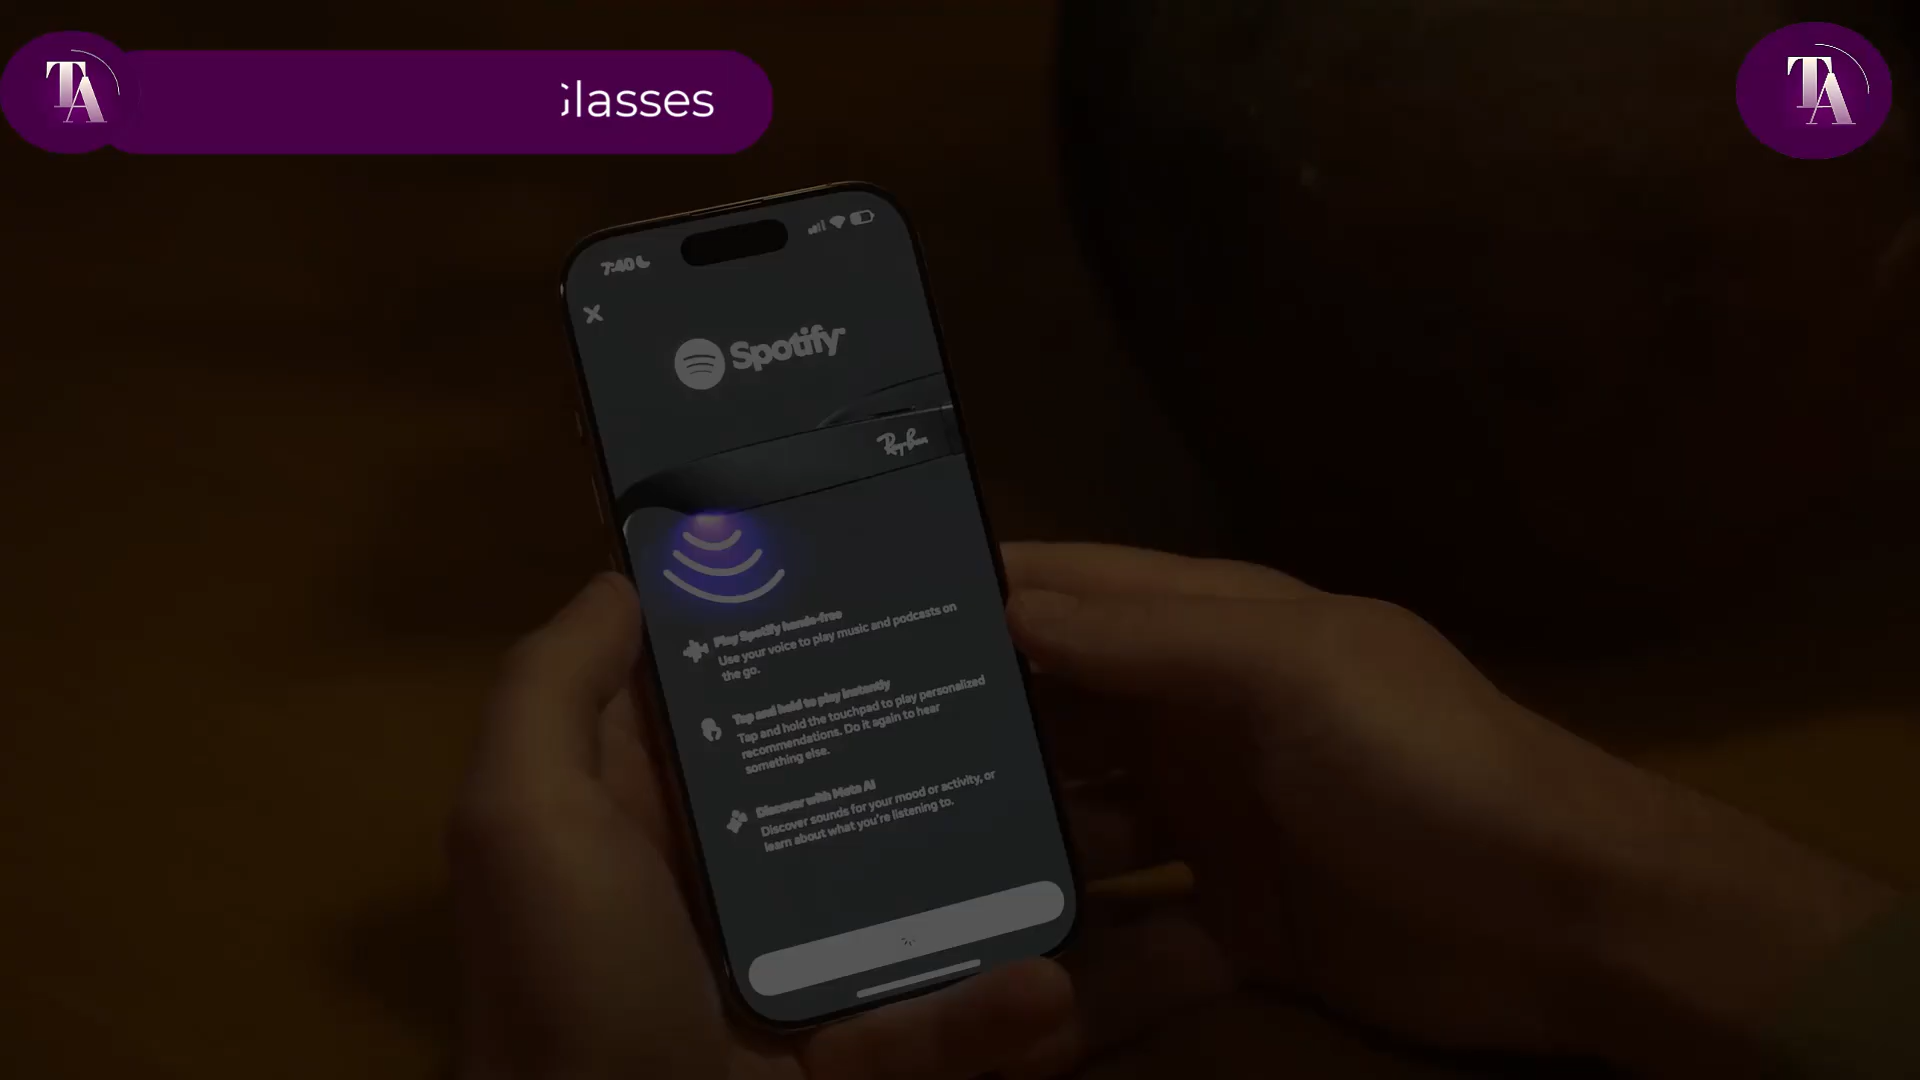 TA
lasses
TA
7:40
Spotify
Ray-Ban
Play Spotify hands-free
Use your voice to play music and podcasts on
the go.
Tap and hold to play instantly
Tap and hold the touchpad to play personalized
recommendations. Do it again to hear
something else.
Discover with Meta AI
Discover sounds for your mood or activity, or
learn about what you're listening to.